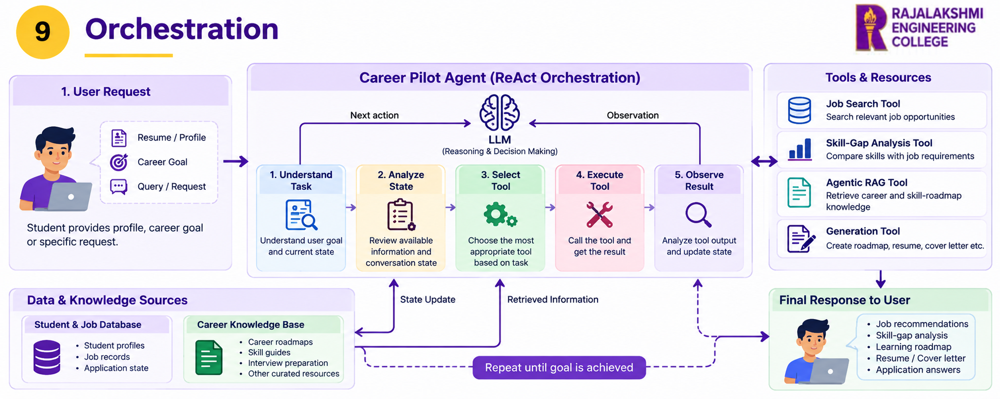 9
Orchestration
RAJALAKSHMI
ENGINEERING
COLLEGE
1. User Request
Resume / Profile
Career Goal
Query / Request
Student provides profile, career goal
or specific request.
Career Pilot Agent (ReAct Orchestration)
Next action
Observation
LLM
(Reasoning & Decision Making)
1. Understand
Task
Understand user goal
and current state
2. Analyze
State
Review available
information and
conversation state
3. Select
Tool
Choose the most
appropriate tool
based on task
4. Execute
Tool
Call the tool and
get the result
5. Observe
Result
Analyze tool output
and update state
Tools & Resources
Job Search Tool
Search relevant job opportunities
Skill-Gap Analysis Tool
Compare skills with job requirements
Agentic RAG Tool
Retrieve career and skill-roadmap
knowledge
Generation Tool
Create roadmap, resume, cover letter etc.
Data & Knowledge Sources
Student & Job Database
• Student profiles
• Job records
• Application state
Career Knowledge Base
• Career roadmaps
• Skill guides
• Interview preparation
• Other curated resources
State Update
Retrieved Information
Repeat until goal is achieved
Final Response to User
• Job recommendations
• Skill-gap analysis
• Learning roadmap
• Resume / Cover letter
• Application answers